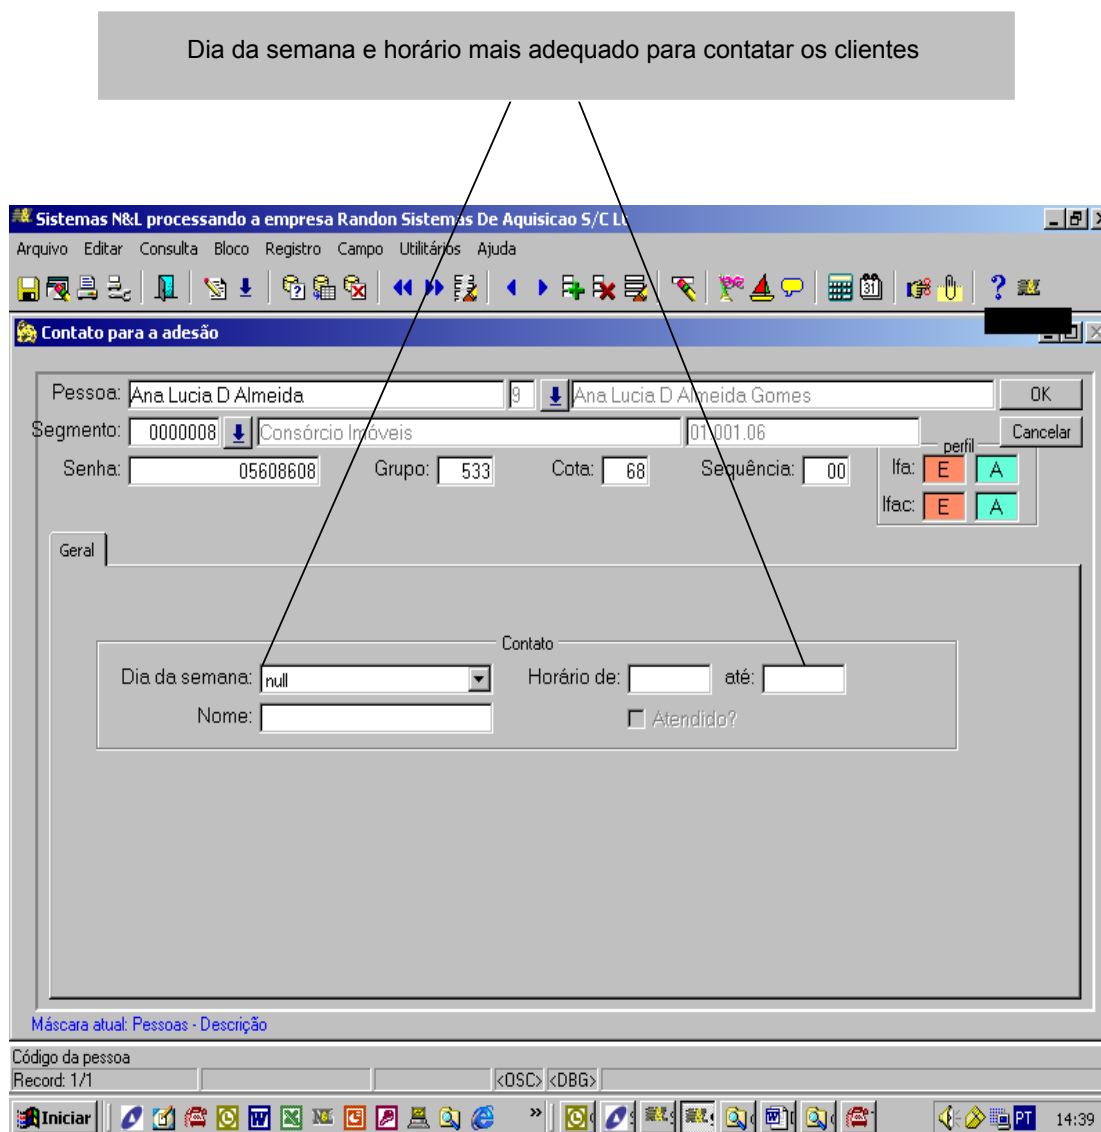 Dia da semana e horário mais adequado para contatar os clientes
Sistemas N&L processando a empresa Randon Sistemas De Aquisicao S/C
Arquivo Editar Consulta Bloco Registro Campo Utilitários Ajuda
Contato para a adesão
Pessoa: Ana Lucia D Almeida 9 Ana Lucia D Almeida Gomes OK
Segmento: 0000008 Consórcio Imóveis 01.001.06 Cancelar
perfil
Senha: 05608608 Grupo: 533 Cota: 68 Sequência: 00 Ifa: E A
Ifac: E A
Geral
Contato
Dia da semana: null Horário de: até:
Nome: Atendido?
Máscara atual: Pessoas - Descrição
Código da pessoa
Record: 1/1 <OSC> <DBG>
Iniciar » PT 14:39